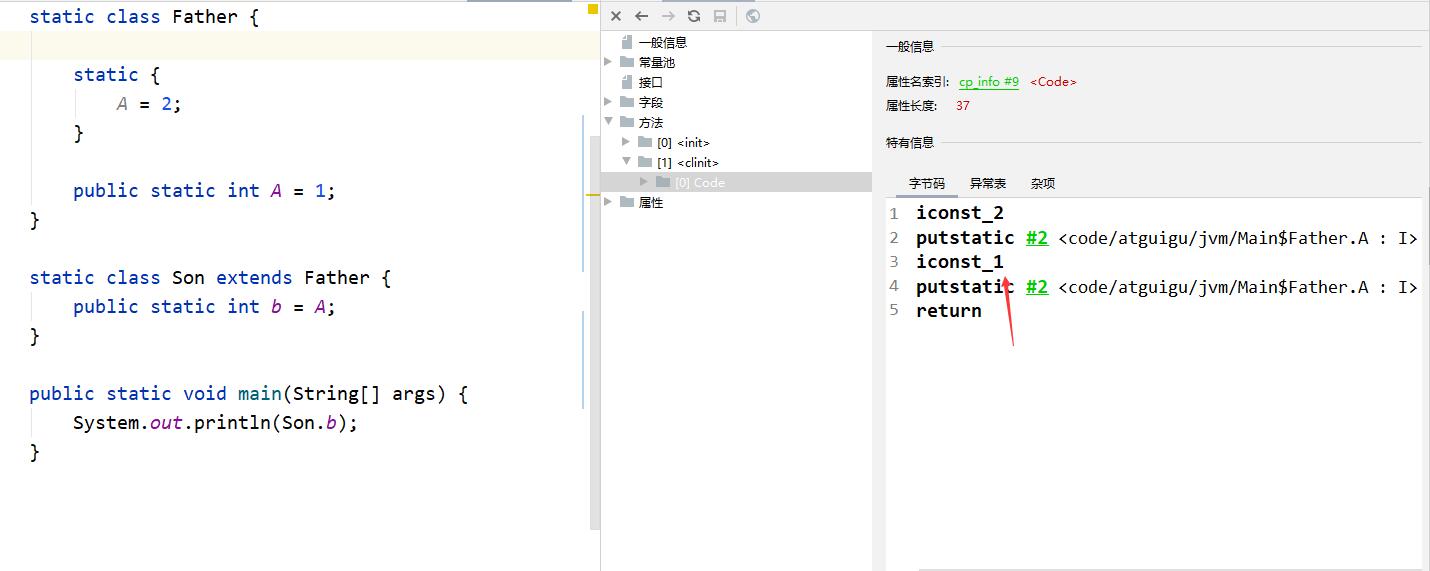 static class Father {
static {
A = 2;
}
public static int A = 1;
}
static class Son extends Father {
public static int b = A;
}
public static void main(String[] args) {
System.out.println(Son.b);
}
一般信息
常量池
接口
字段
方法
[0] <init>
[1] <clinit>
[0] Code
属性
一般信息
属性名索引: cp_info #9 <Code>
属性长度: 37
特有信息
字节码 异常表 杂项
1 iconst_2
2 putstatic #2 <code/atguigu/jvm/Main$Father.A : I>
3 iconst_1
4 putstatic #2 <code/atguigu/jvm/Main$Father.A : I>
5 return